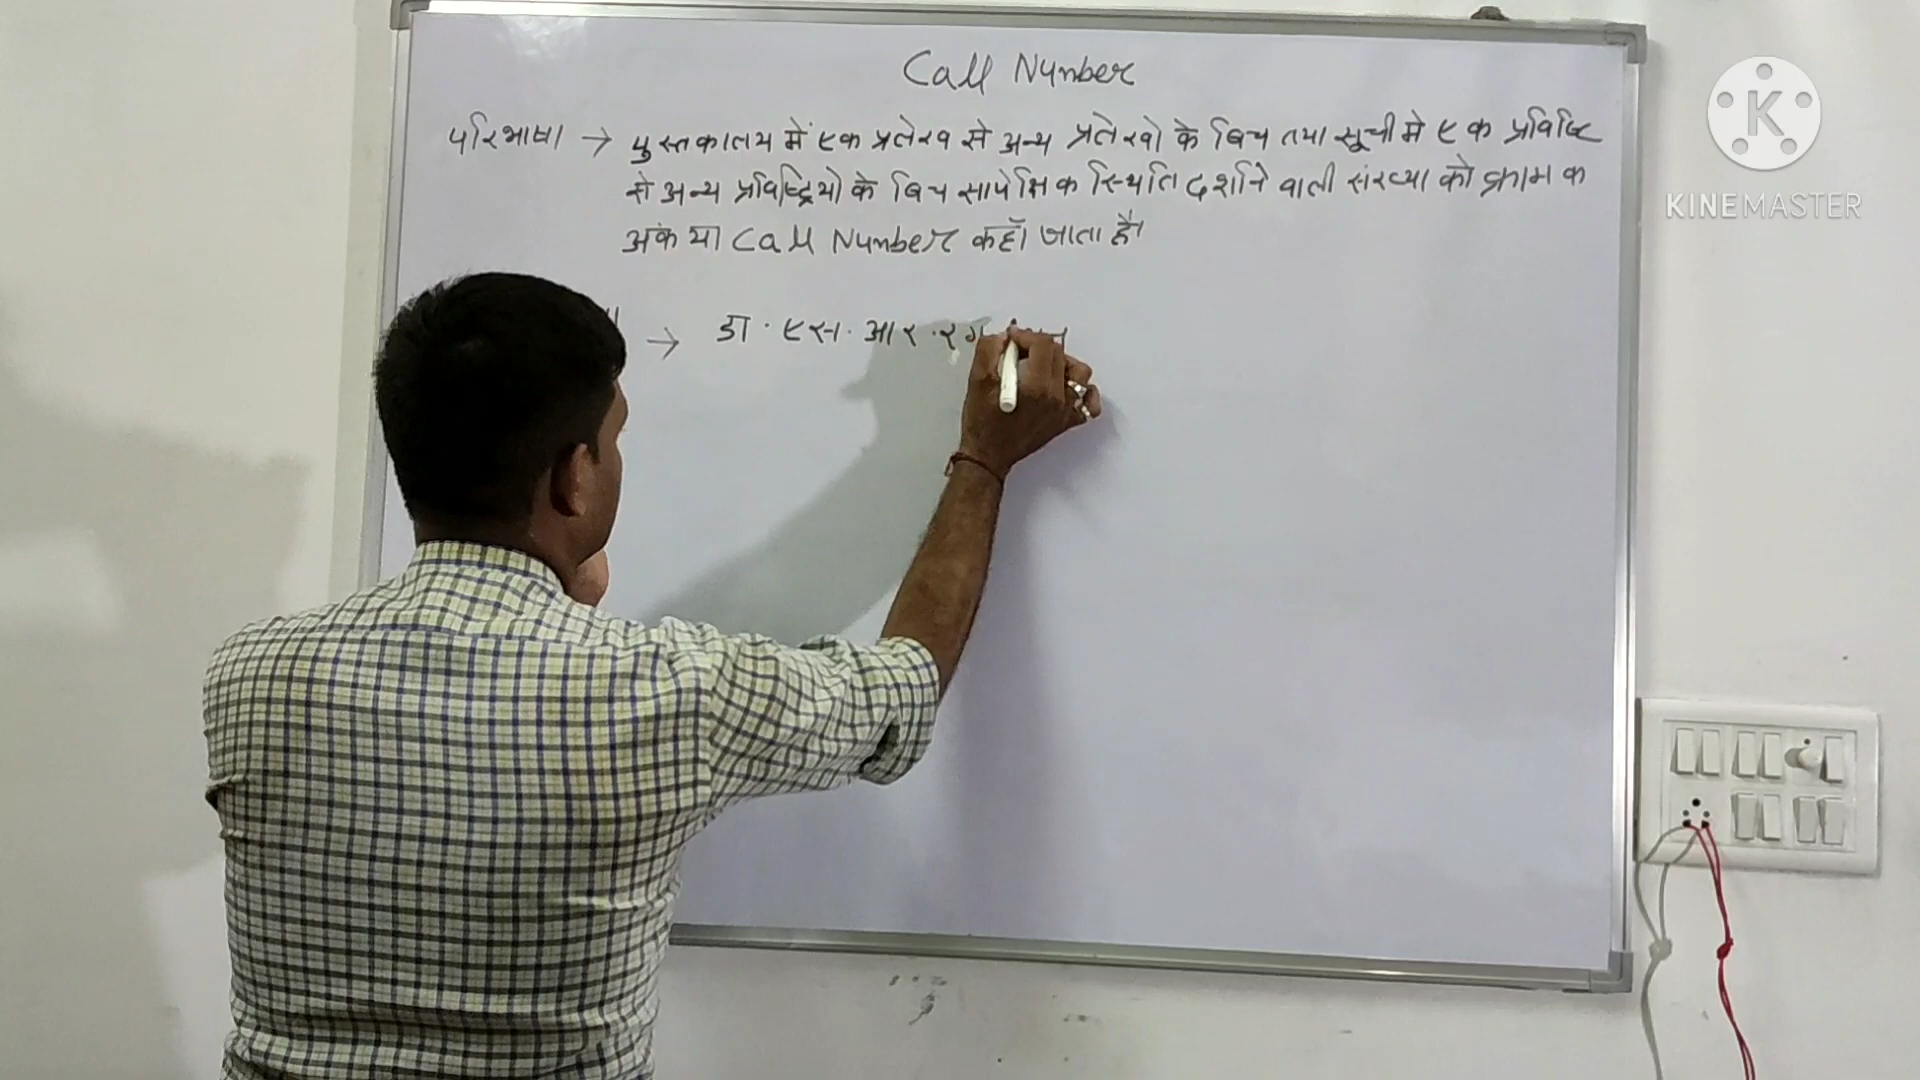 Call Number
परिभाषा → पुस्तकालय में एक प्रलेख से अन्य प्रलेखो के बिच तथा सूची मे एक प्रविष्टि
से अन्य प्रविष्ट्रियो के बिच सापेक्षिक स्थिति दर्शाने वाली संख्या को क्रामक
अंक या Call Number कहाँ जाता हैं।
→ डा. एस. आर.
K
KINEMASTER